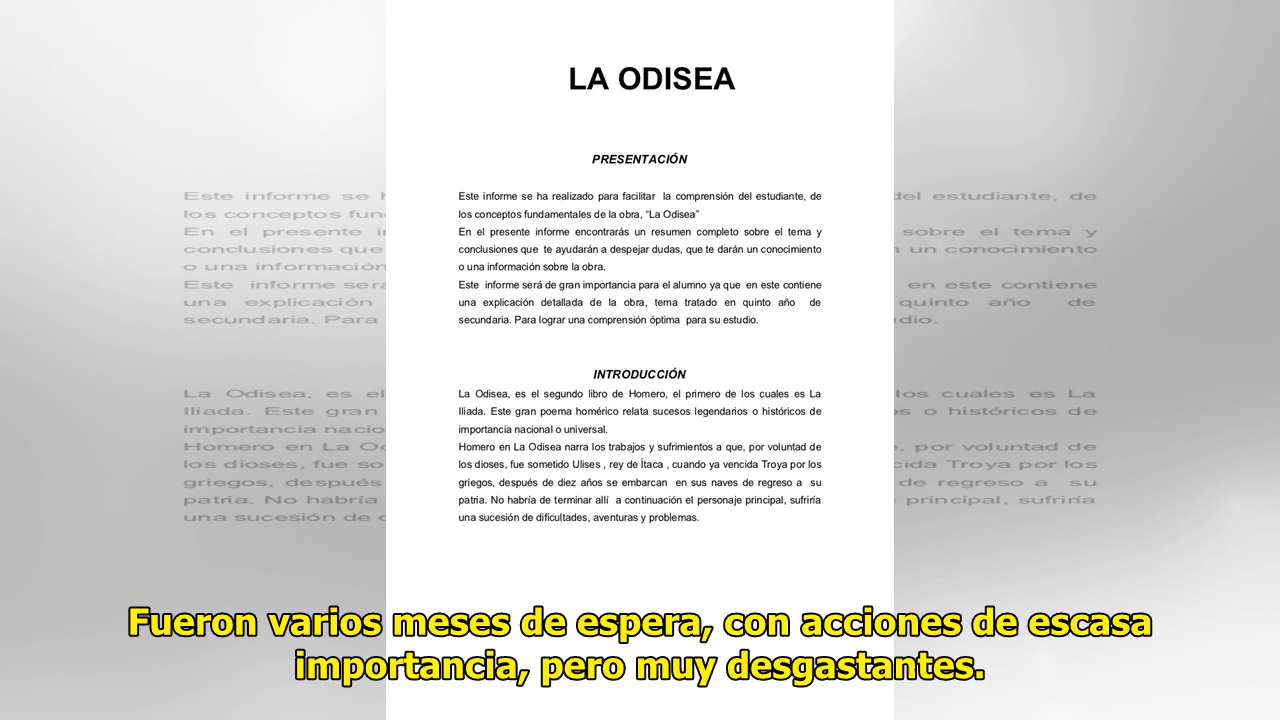 LA ODISEA
PRESENTACIÓN
Este informe se ha realizado para facilitar la comprensión del estudiante, de
los conceptos fundamentales de la obra, “La Odisea”
En el presente informe encontrarás un resumen completo sobre el tema y
conclusiones que te ayudarán a despejar dudas, que te darán un conocimiento
o una información sobre la obra.
Este informe será de gran importancia para el alumno ya que en este contiene
una explicación detallada de la obra, tema tratado en quinto año de
secundaria. Para lograr una comprensión óptima para su estudio.
INTRODUCCIÓN
La Odisea, es el segundo libro de Homero, el primero de los cuales es La
Iliada. Este gran poema homérico relata sucesos legendarios o históricos de
importancia nacional o universal.
Homero en La Odisea narra los trabajos y sufrimientos a que, por voluntad de
los dioses, fue sometido Ulises , rey de Ítaca , cuando ya vencida Troya por los
griegos, después de diez años se embarcan en sus naves de regreso a su
patria. No habría de terminar allí a continuación el personaje principal, sufriría
una sucesión de dificultades, aventuras y problemas.
Fueron varios meses de espera, con acciones de escasa
importancia, pero muy desgastantes.